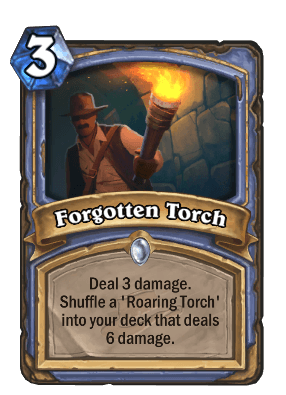 3
Forgotten Torch
Deal 3 damage.
Shuffle a 'Roaring Torch'
into your deck that deals
6 damage.